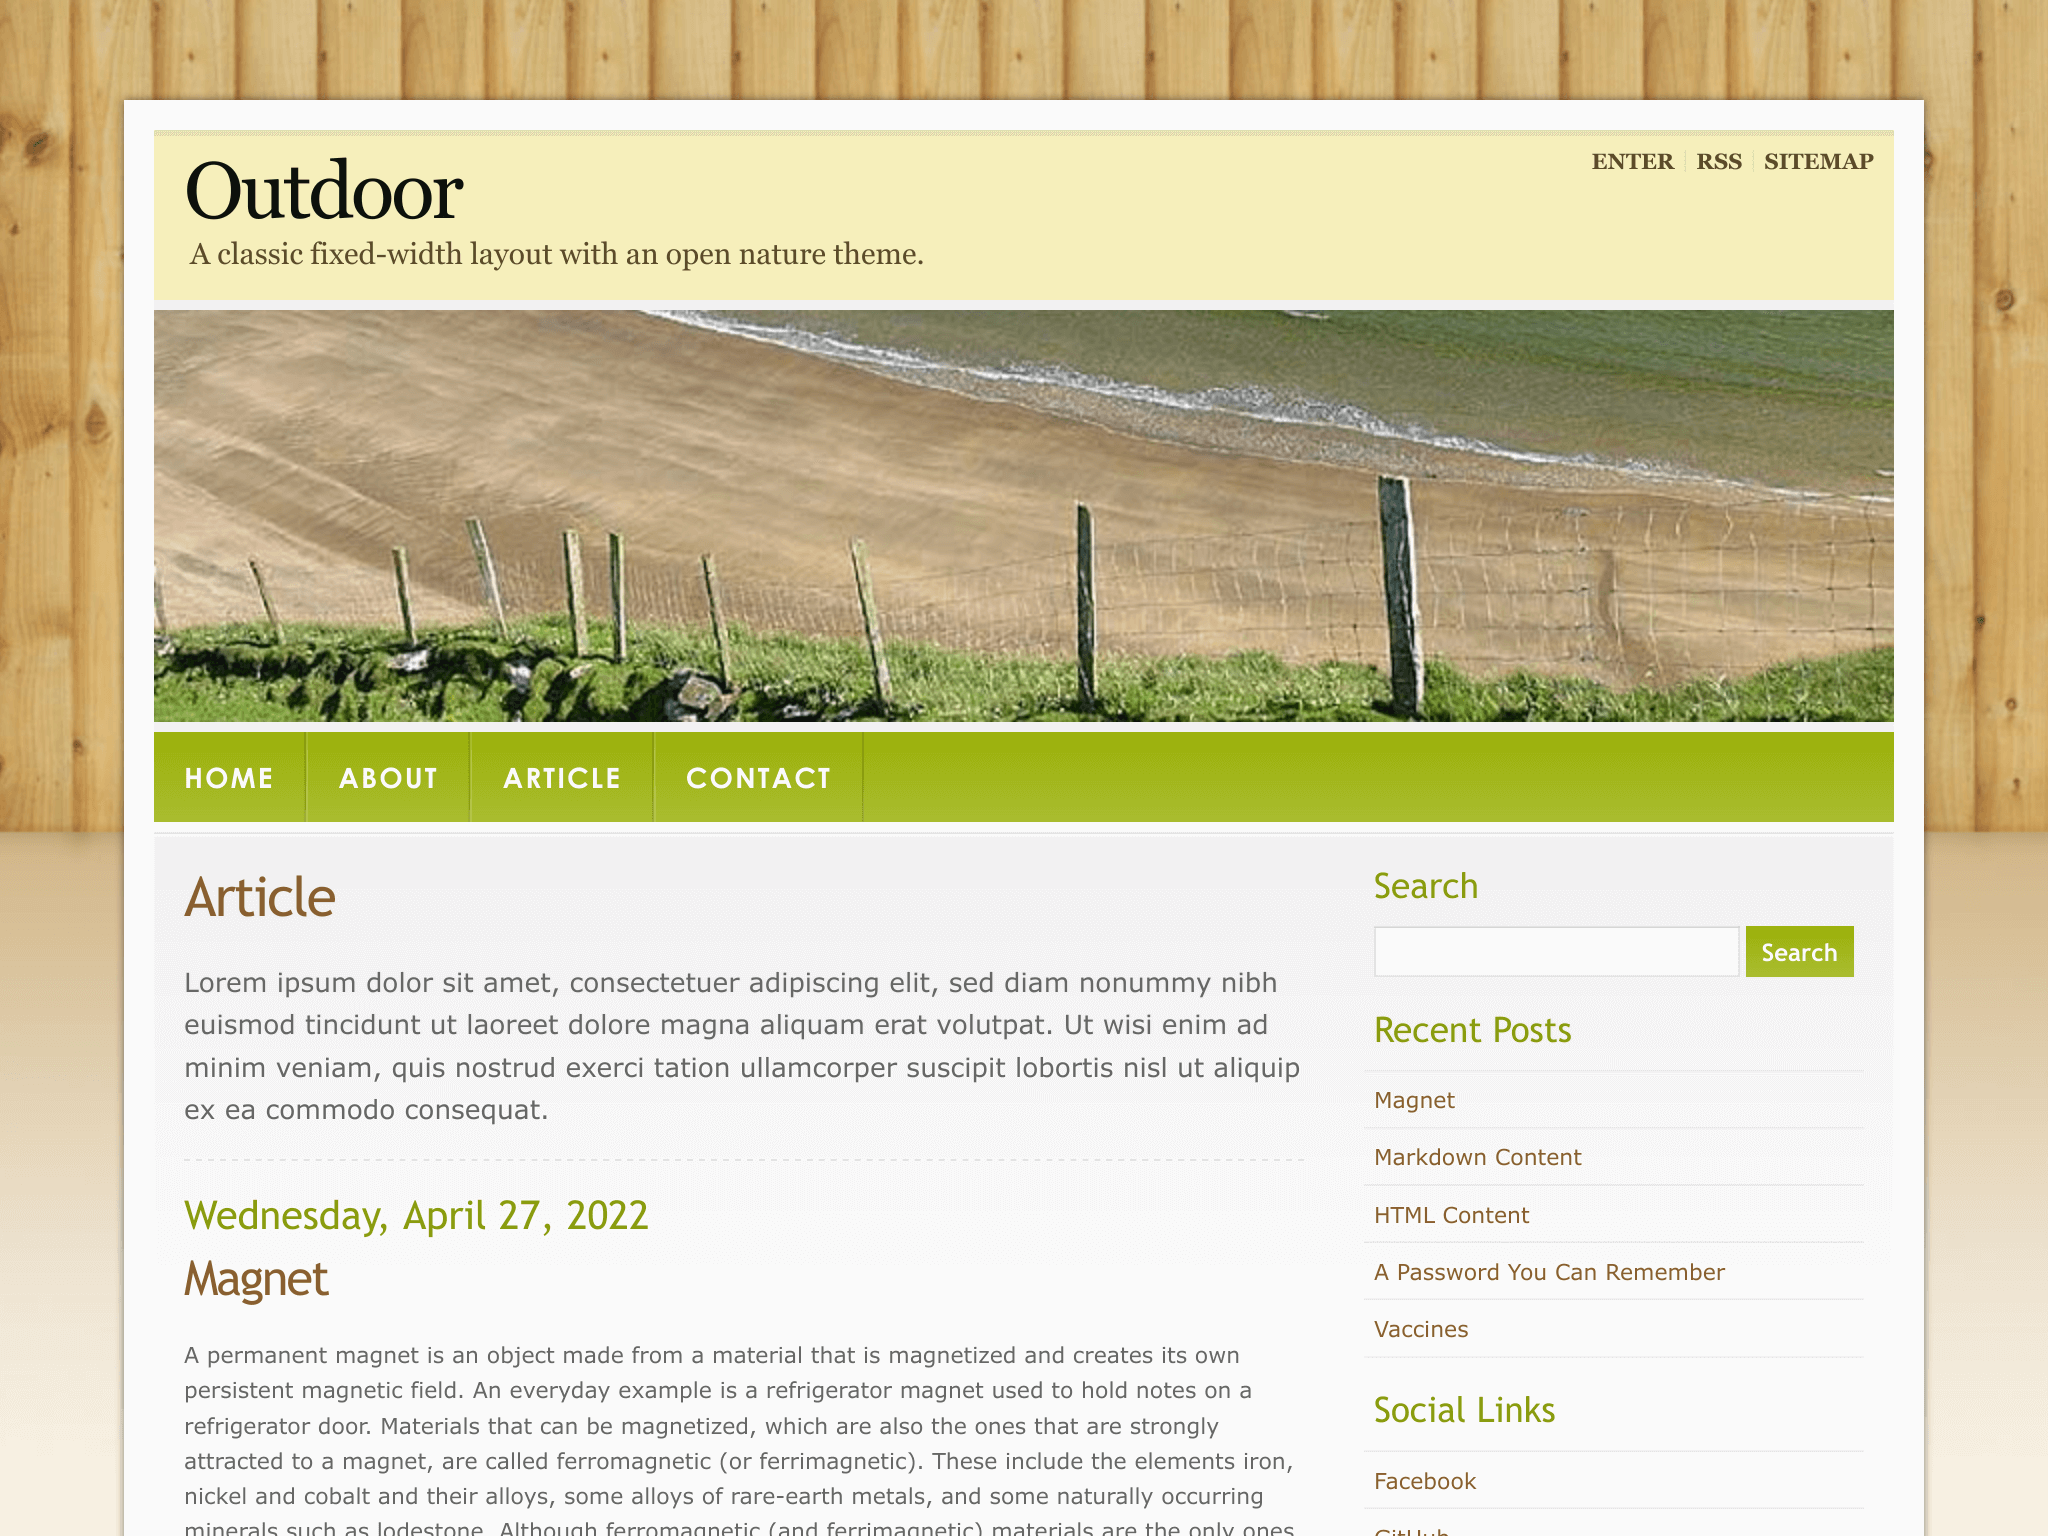 Outdoor
A classic fixed-width layout with an open nature theme.
ENTER RSS SITEMAP
HOME ABOUT ARTICLE CONTACT
Article
Lorem ipsum dolor sit amet, consectetuer adipiscing elit, sed diam nonummy nibh
euismod tincidunt ut laoreet dolore magna aliquam erat volutpat. Ut wisi enim ad
minim veniam, quis nostrud exerci tation ullamcorper suscipit lobortis nisl ut aliquip
ex ea commodo consequat.
Wednesday, April 27, 2022
Magnet
A permanent magnet is an object made from a material that is magnetized and creates its own
persistent magnetic field. An everyday example is a refrigerator magnet used to hold notes on a
refrigerator door. Materials that can be magnetized, which are also the ones that are strongly
attracted to a magnet, are called ferromagnetic (or ferrimagnetic). These include the elements iron,
nickel and cobalt and their alloys, some alloys of rare-earth metals, and some naturally occurring
minerals such as lodestone. Although ferromagnetic (and ferrimagnetic) materials are the only ones
Search
Search
Recent Posts
Magnet
Markdown Content
HTML Content
A Password You Can Remember
Vaccines
Social Links
Facebook
GitHub